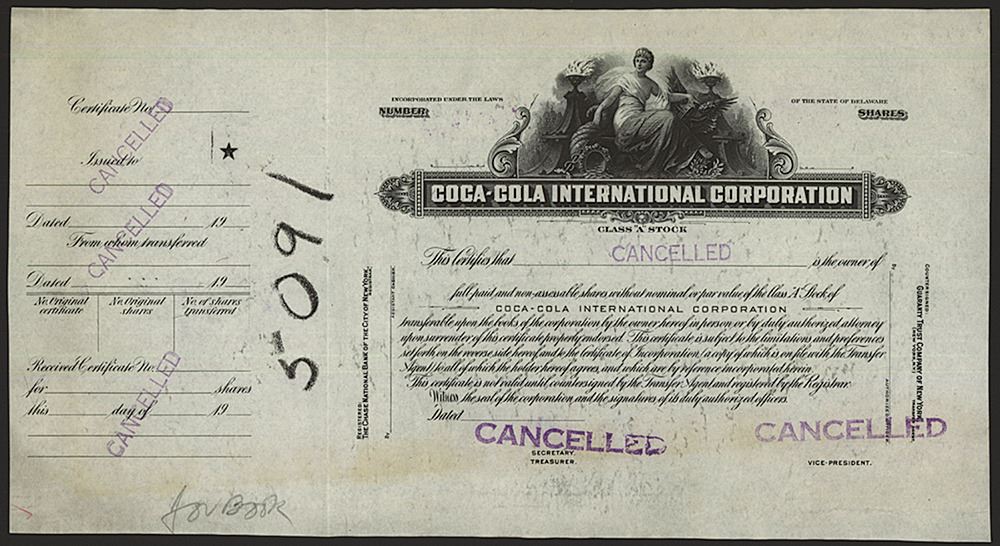 Certificate No.
CANCELLED
Issued to
Dated 19
CANCELLED
From whom transferred
Dated 19
No. Original certificate
No. Original shares
No. of shares transferred
Received Certificate No.
for shares
this day of 19
CANCELLED
for Book
5091
INCORPORATED UNDER THE LAWS
OF THE STATE OF DELAWARE
NUMBER
SHARES
COCA-COLA INTERNATIONAL CORPORATION
CLASS A STOCK
This Certifies that CANCELLED is the owner of
full-paid and non-assessable shares without nominal or par value of the Class "A" Stock of
COCA-COLA INTERNATIONAL CORPORATION
transferable upon the books of the corporation by the owner hereof in person or by duly authorized attorney
upon surrender of this certificate properly endorsed. This certificate is subject to the limitations and preferences
set forth on the reverse side hereof and to the Certificate of Incorporation (a copy of which is on file with the Transfer
Agent) to all of which the holder hereof agrees, and which are by reference incorporated herein.
This certificate is not valid until countersigned by the Transfer Agent and registered by the Registrar.
Witness the seal of the corporation and the signatures of its duly authorized officers.
Dated
CANCELLED
CANCELLED
SECRETARY.
TREASURER.
VICE-PRESIDENT.
REGISTERED:
THE CHASE NATIONAL BANK OF THE CITY OF NEW YORK,
REGISTRAR.
By
COUNTERSIGNED:
GUARANTY TRUST COMPANY OF NEW YORK,
By